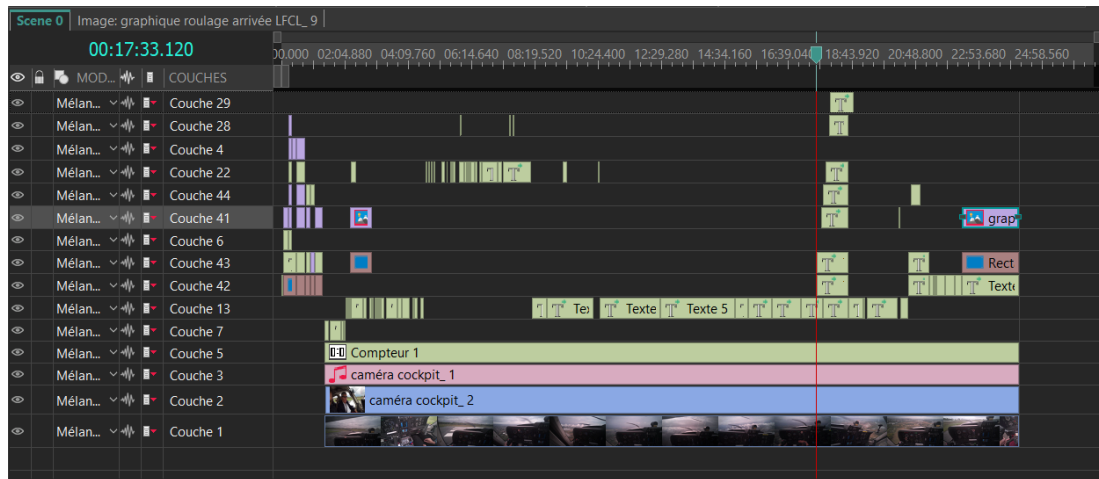 Scene 0 Image: graphique roulage arrivée LFCL_ 9
00:17:33.120
00.000 02:04.880 04:09.760 06:14.640 08:19.520 10:24.400 12:29.280 14:34.160 16:39.040 18:43.920 20:48.800 22:53.680 24:58.560
MOD... COUCHES
Mélan... Couche 29
Mélan... Couche 28
Mélan... Couche 4
Mélan... Couche 22
Mélan... Couche 44
Mélan... Couche 41 grap
Mélan... Couche 6
Mélan... Couche 43 Rect
Mélan... Couche 42 Texte
Mélan... Couche 13 Te Texte Texte 5
Mélan... Couche 7
Mélan... Couche 5 Compteur 1
Mélan... Couche 3 caméra cockpit_ 1
Mélan... Couche 2 caméra cockpit_ 2
Mélan... Couche 1